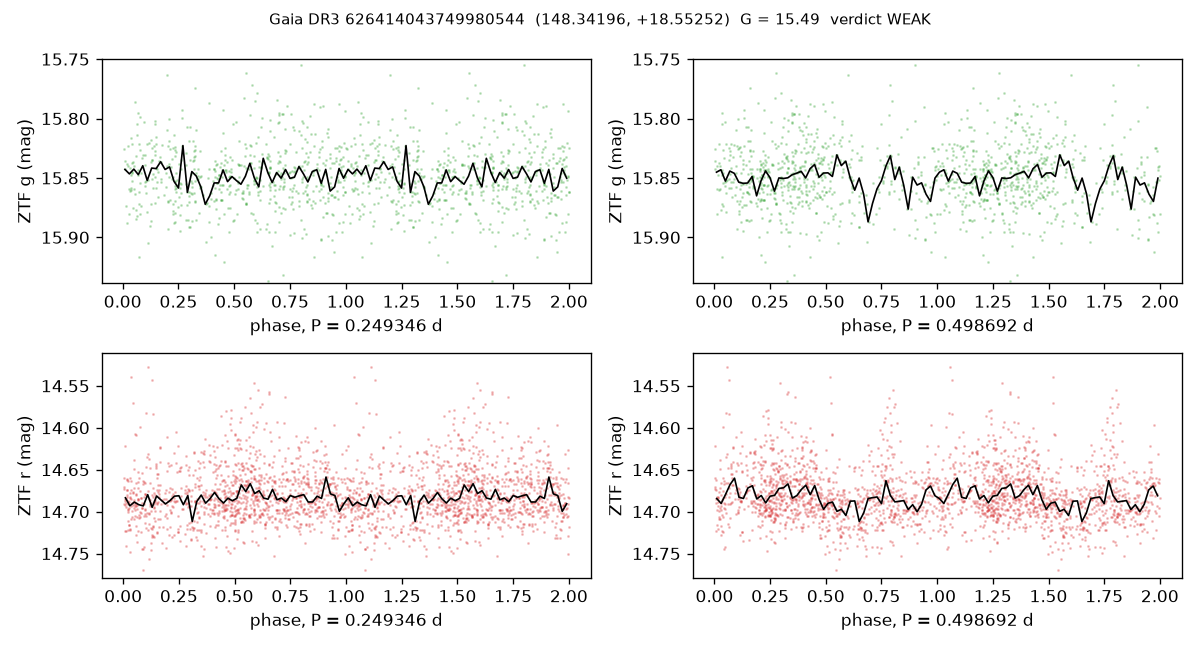 Gaia DR3 626414043749980544 (148.34196, +18.55252) G = 15.49 verdict WEAK
15.75
15.80
15.85
15.90
ZTF g (mag)
0.00 0.25 0.50 0.75 1.00 1.25 1.50 1.75 2.00
phase, P = 0.249346 d
15.75
15.80
15.85
15.90
ZTF g (mag)
0.00 0.25 0.50 0.75 1.00 1.25 1.50 1.75 2.00
phase, P = 0.498692 d
14.55
14.60
14.65
14.70
14.75
ZTF r (mag)
0.00 0.25 0.50 0.75 1.00 1.25 1.50 1.75 2.00
phase, P = 0.249346 d
14.55
14.60
14.65
14.70
14.75
ZTF r (mag)
0.00 0.25 0.50 0.75 1.00 1.25 1.50 1.75 2.00
phase, P = 0.498692 d